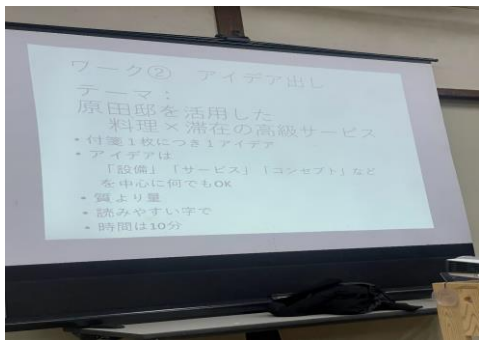 ワーク② アイデア出し
テーマ：
原田邸を活用した
料理×滞在の高級サービス
・付箋１枚につき１アイデア
・アイデアは
「設備」「サービス」「コンセプト」など
を中心に何でもOK
・質より量
・読みやすい字で
・時間は10分